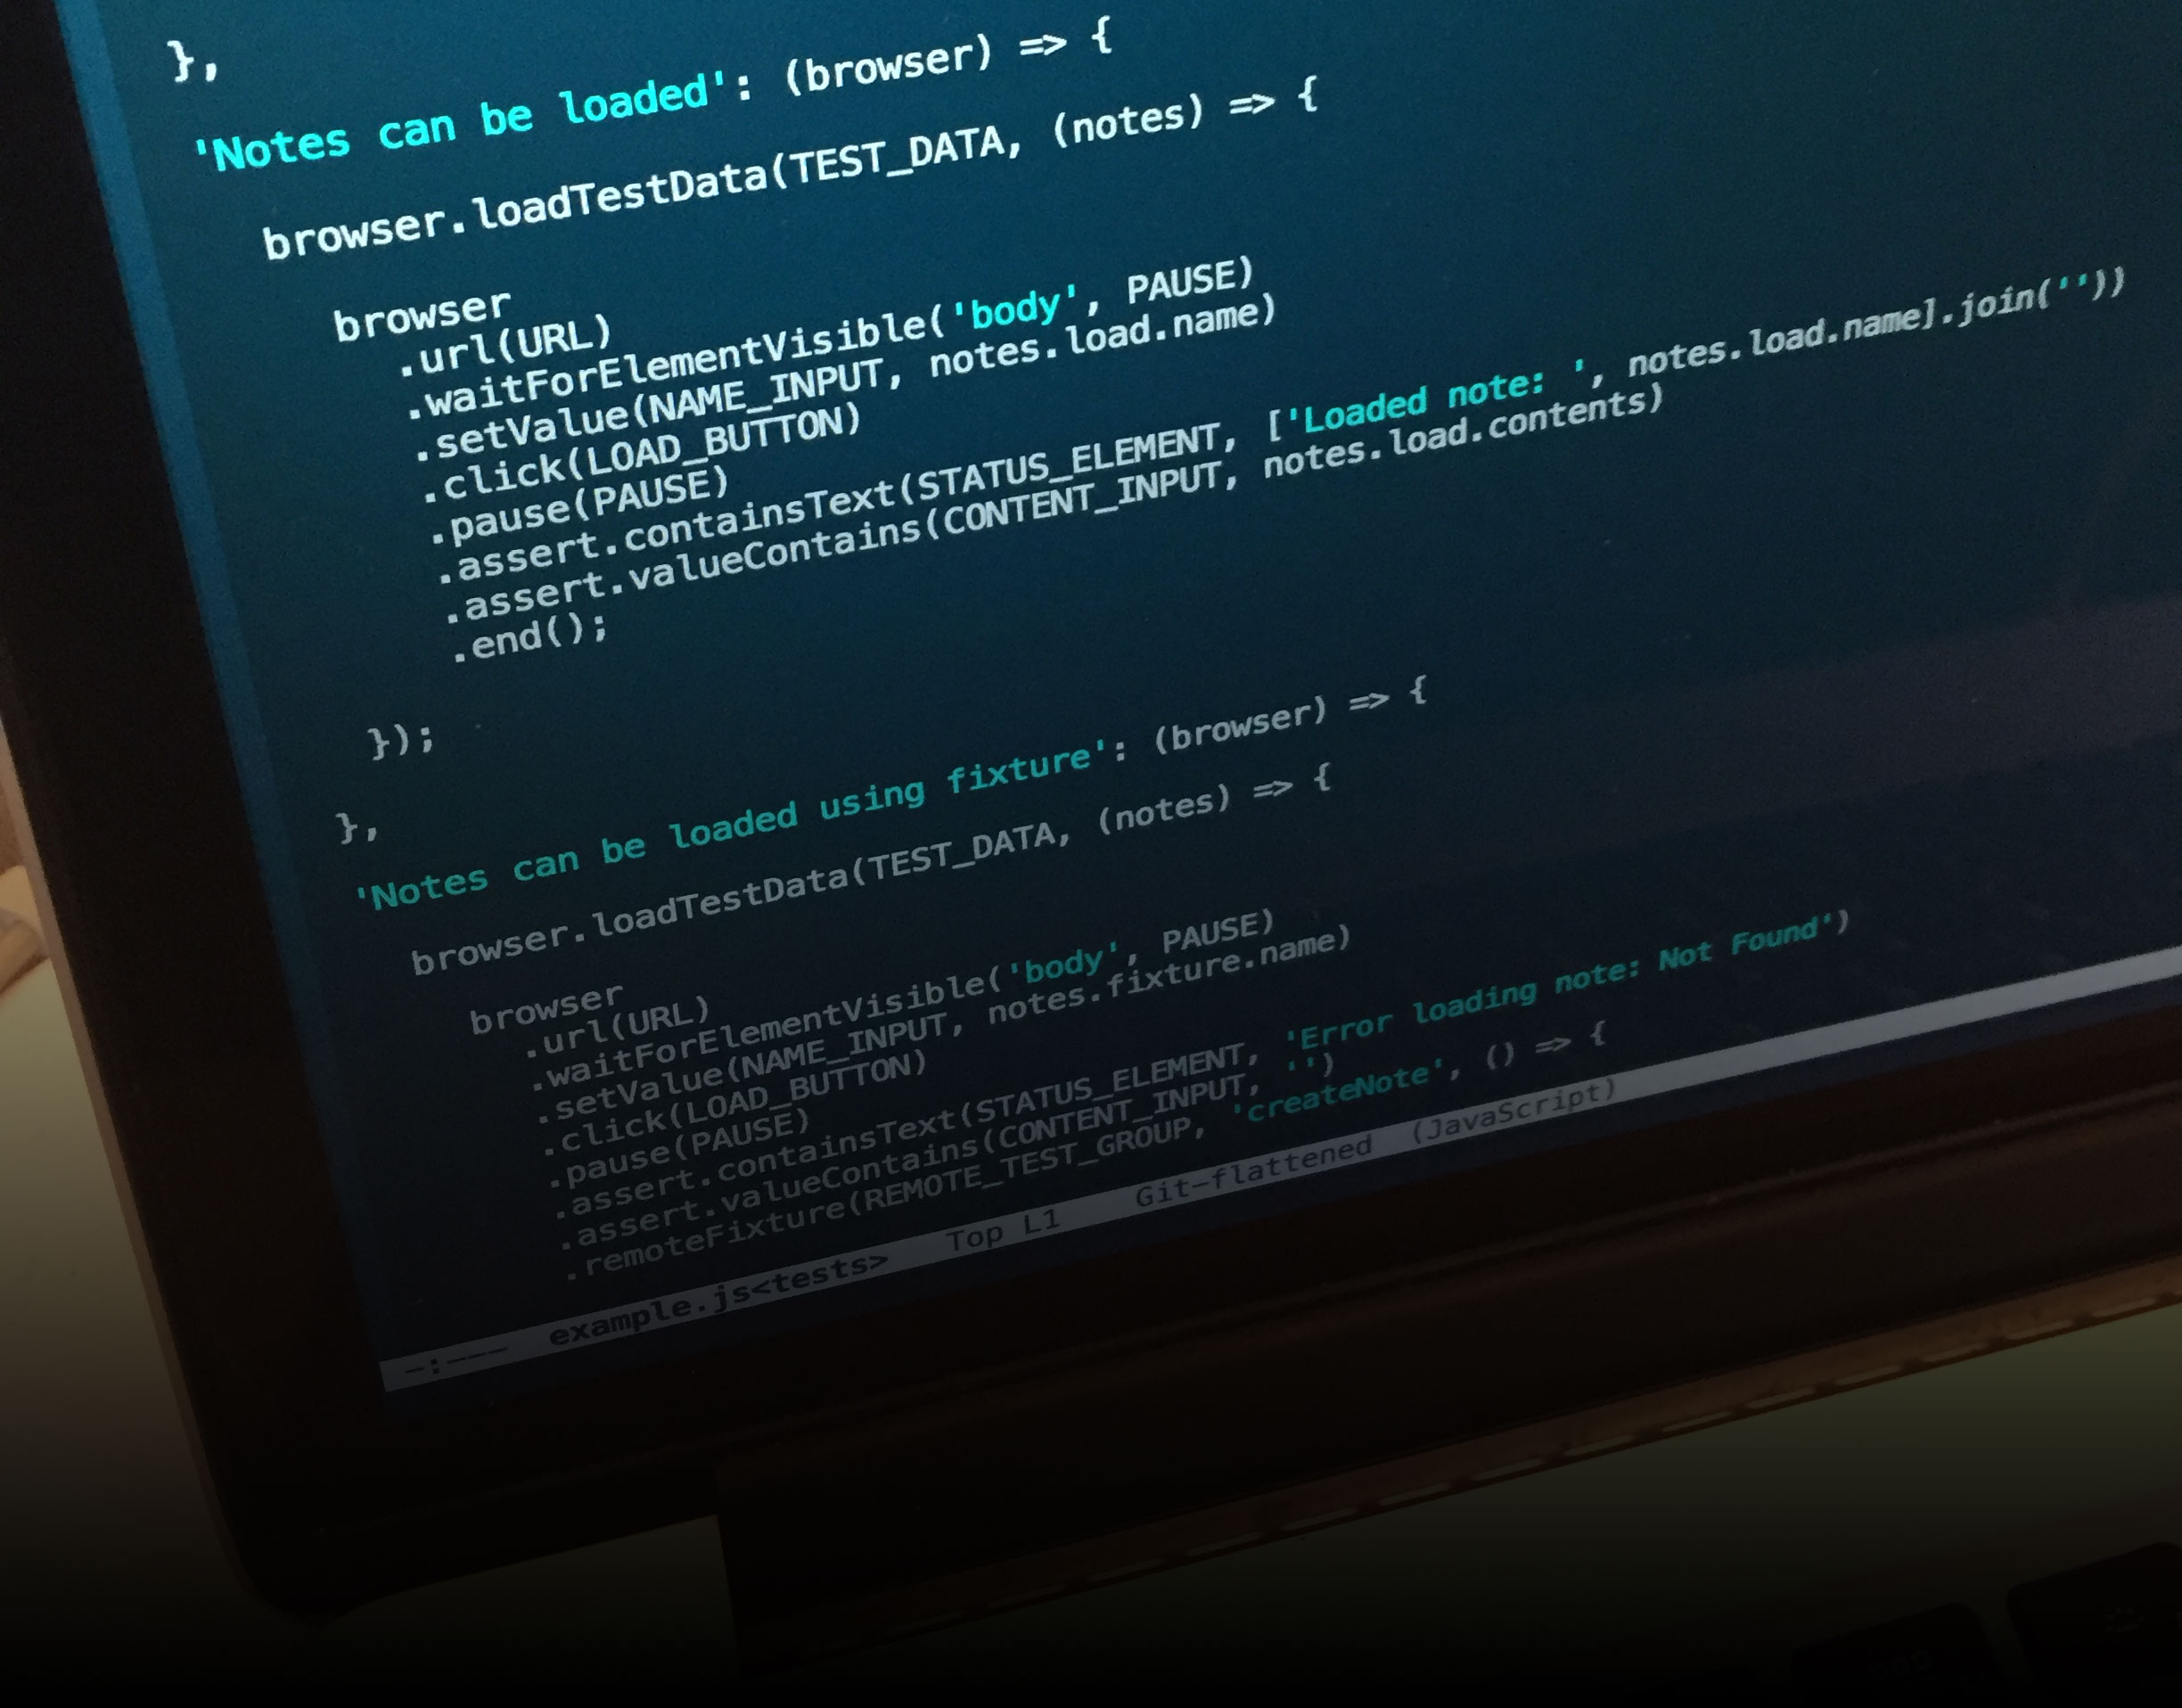 },
'Notes can be loaded': (browser) => {
browser.loadTestData(TEST_DATA, (notes) => {
browser
.url(URL)
.waitForElementVisible('body', PAUSE)
.setValue(NAME_INPUT, notes.load.name)
.click(LOAD_BUTTON)
.pause(PAUSE)
.assert.containsText(STATUS_ELEMENT, ['Loaded note: ', notes.load.name].join(''))
.assert.valueContains(CONTENT_INPUT, notes.load.contents)
.end();
});
},
'Notes can be loaded using fixture': (browser) => {
browser.loadTestData(TEST_DATA, (notes) => {
browser
.url(URL)
.waitForElementVisible('body', PAUSE)
.setValue(NAME_INPUT, notes.fixture.name)
.click(LOAD_BUTTON)
.pause(PAUSE)
.assert.containsText(STATUS_ELEMENT, 'Error loading note: Not Found')
.assert.valueContains(CONTENT_INPUT, '')
.remoteFixture(REMOTE_TEST_GROUP, 'createNote', () => {
-:--- example.js<tests> Top L1 Git-flattened (JavaScript)